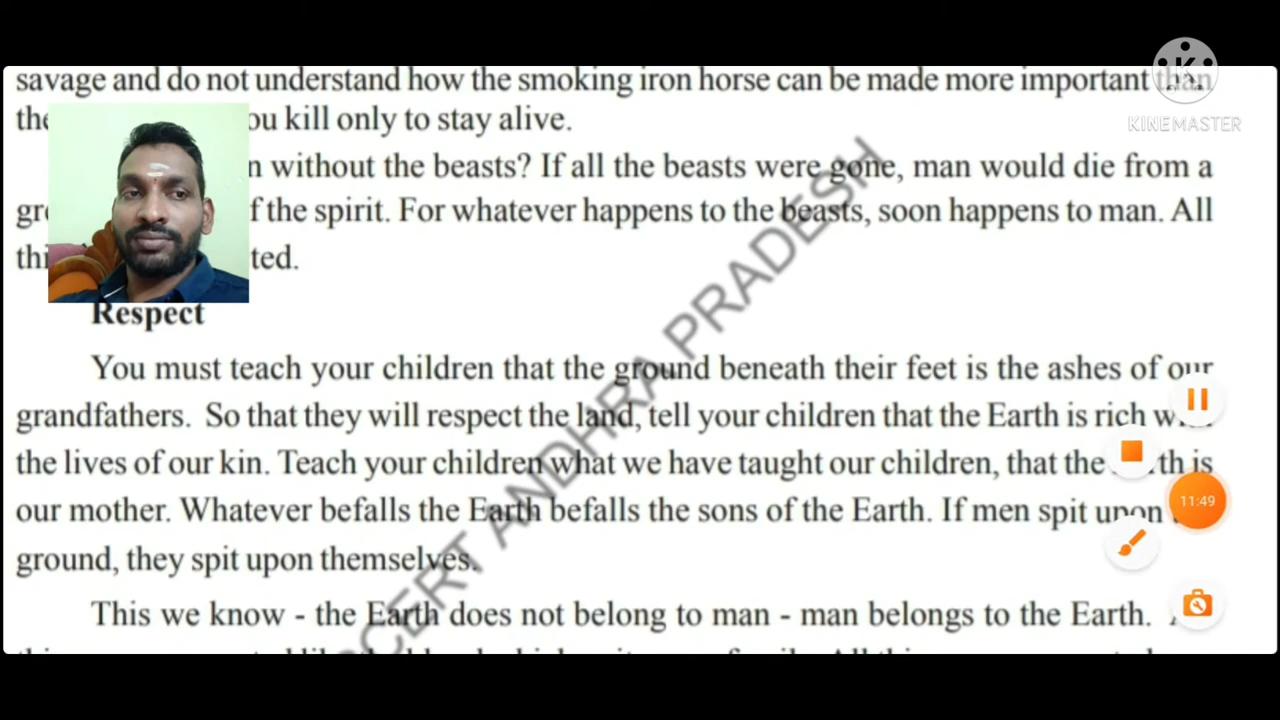 savage and do not understand how the smoking iron horse can be made more important than
KINEMASTER
the ou kill only to stay alive.
n without the beasts? If all the beasts were gone, man would die from a
gr f the spirit. For whatever happens to the beasts, soon happens to man. All
thi ted.
Respect
You must teach your children that the ground beneath their feet is the ashes of our
grandfathers. So that they will respect the land, tell your children that the Earth is rich
the lives of our kin. Teach your children what we have taught our children, that the is
our mother. Whatever befalls the Earth befalls the sons of the Earth. If men spit upon
11:49
ground, they spit upon themselves.
This we know - the Earth does not belong to man - man belongs to the Earth.
SCERT ANDHRA PRADESH